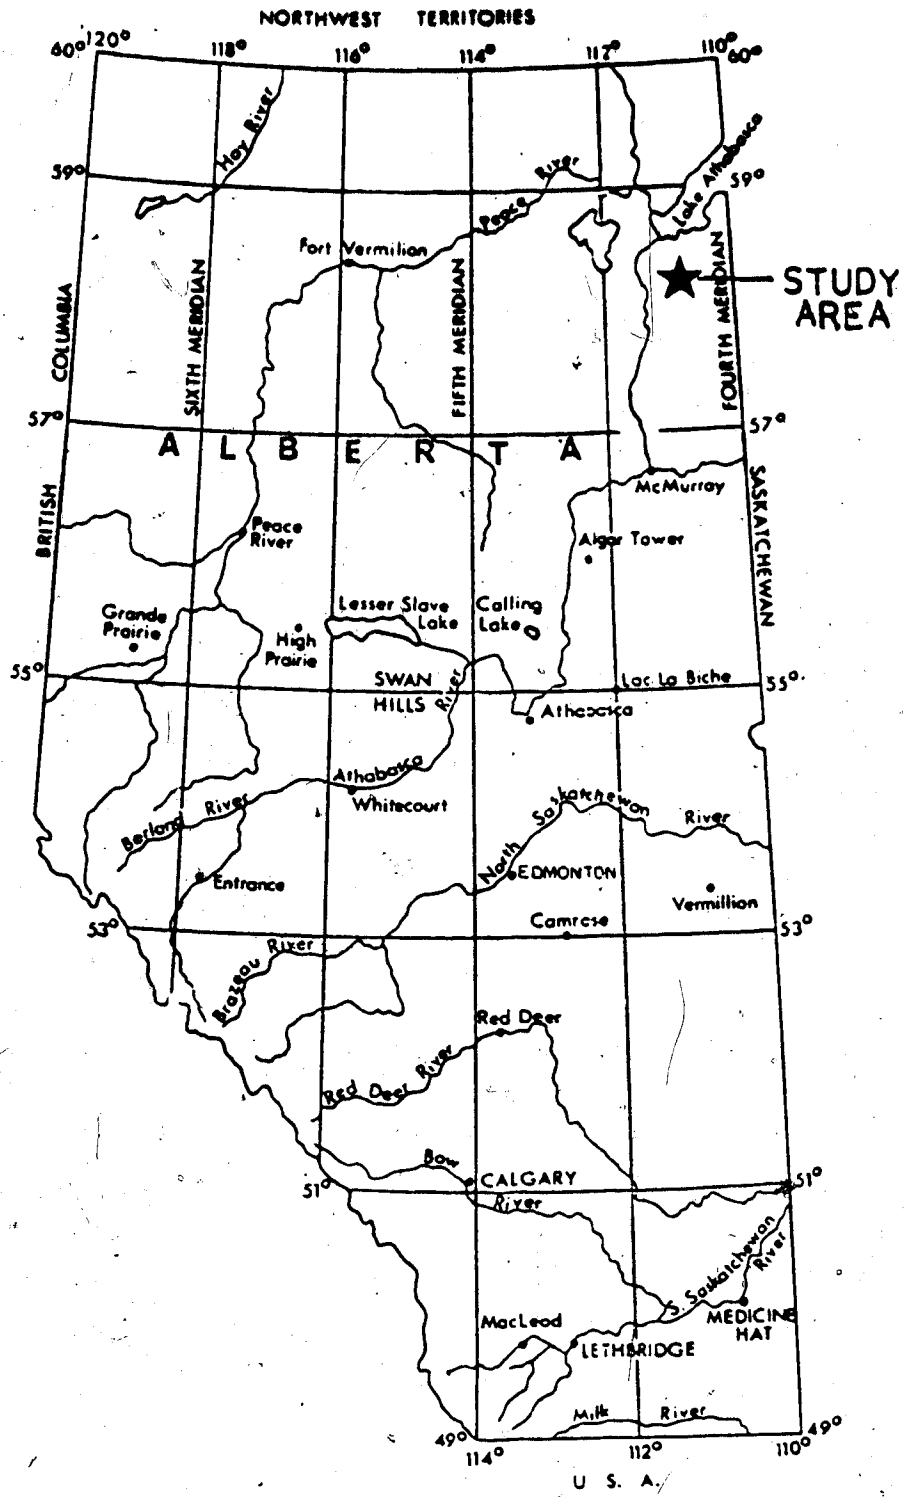 NORTHWEST TERRITORIES
60° 120° 118° 116° 114° 112° 110° 60°
Hay River
59°
Lake Athabasca
59°
Peace River
Fort Vermilion
STUDY
AREA
COLUMBIA
SIXTH MERIDIAN
FIFTH MERIDIAN
FOURTH MERIDIAN
57°
57°
ALBERTA
BRITISH
SASKATCHEWAN
McMurray
Peace
River
Algar Tower
Grande
Prairie
High
Prairie
Lesser Slave
Lake
Calling
Lake
55°
SWAN
HILLS
River
Lac La Biche
55°
Athabasca
Athabasca
Whitecourt
Berland River
North Saskatchewan River
Entrance
EDMONTON
Vermillion
53°
Camrose
53°
Brazeau River
Red Deer
Red Deer River
Bow
51°
CALGARY
51°
River
S. Saskatchewan
River
MacLeod
MEDICINE
HAT
LETHBRIDGE
Milk River
49°
49°
114° 112° 110°
U. S. A.